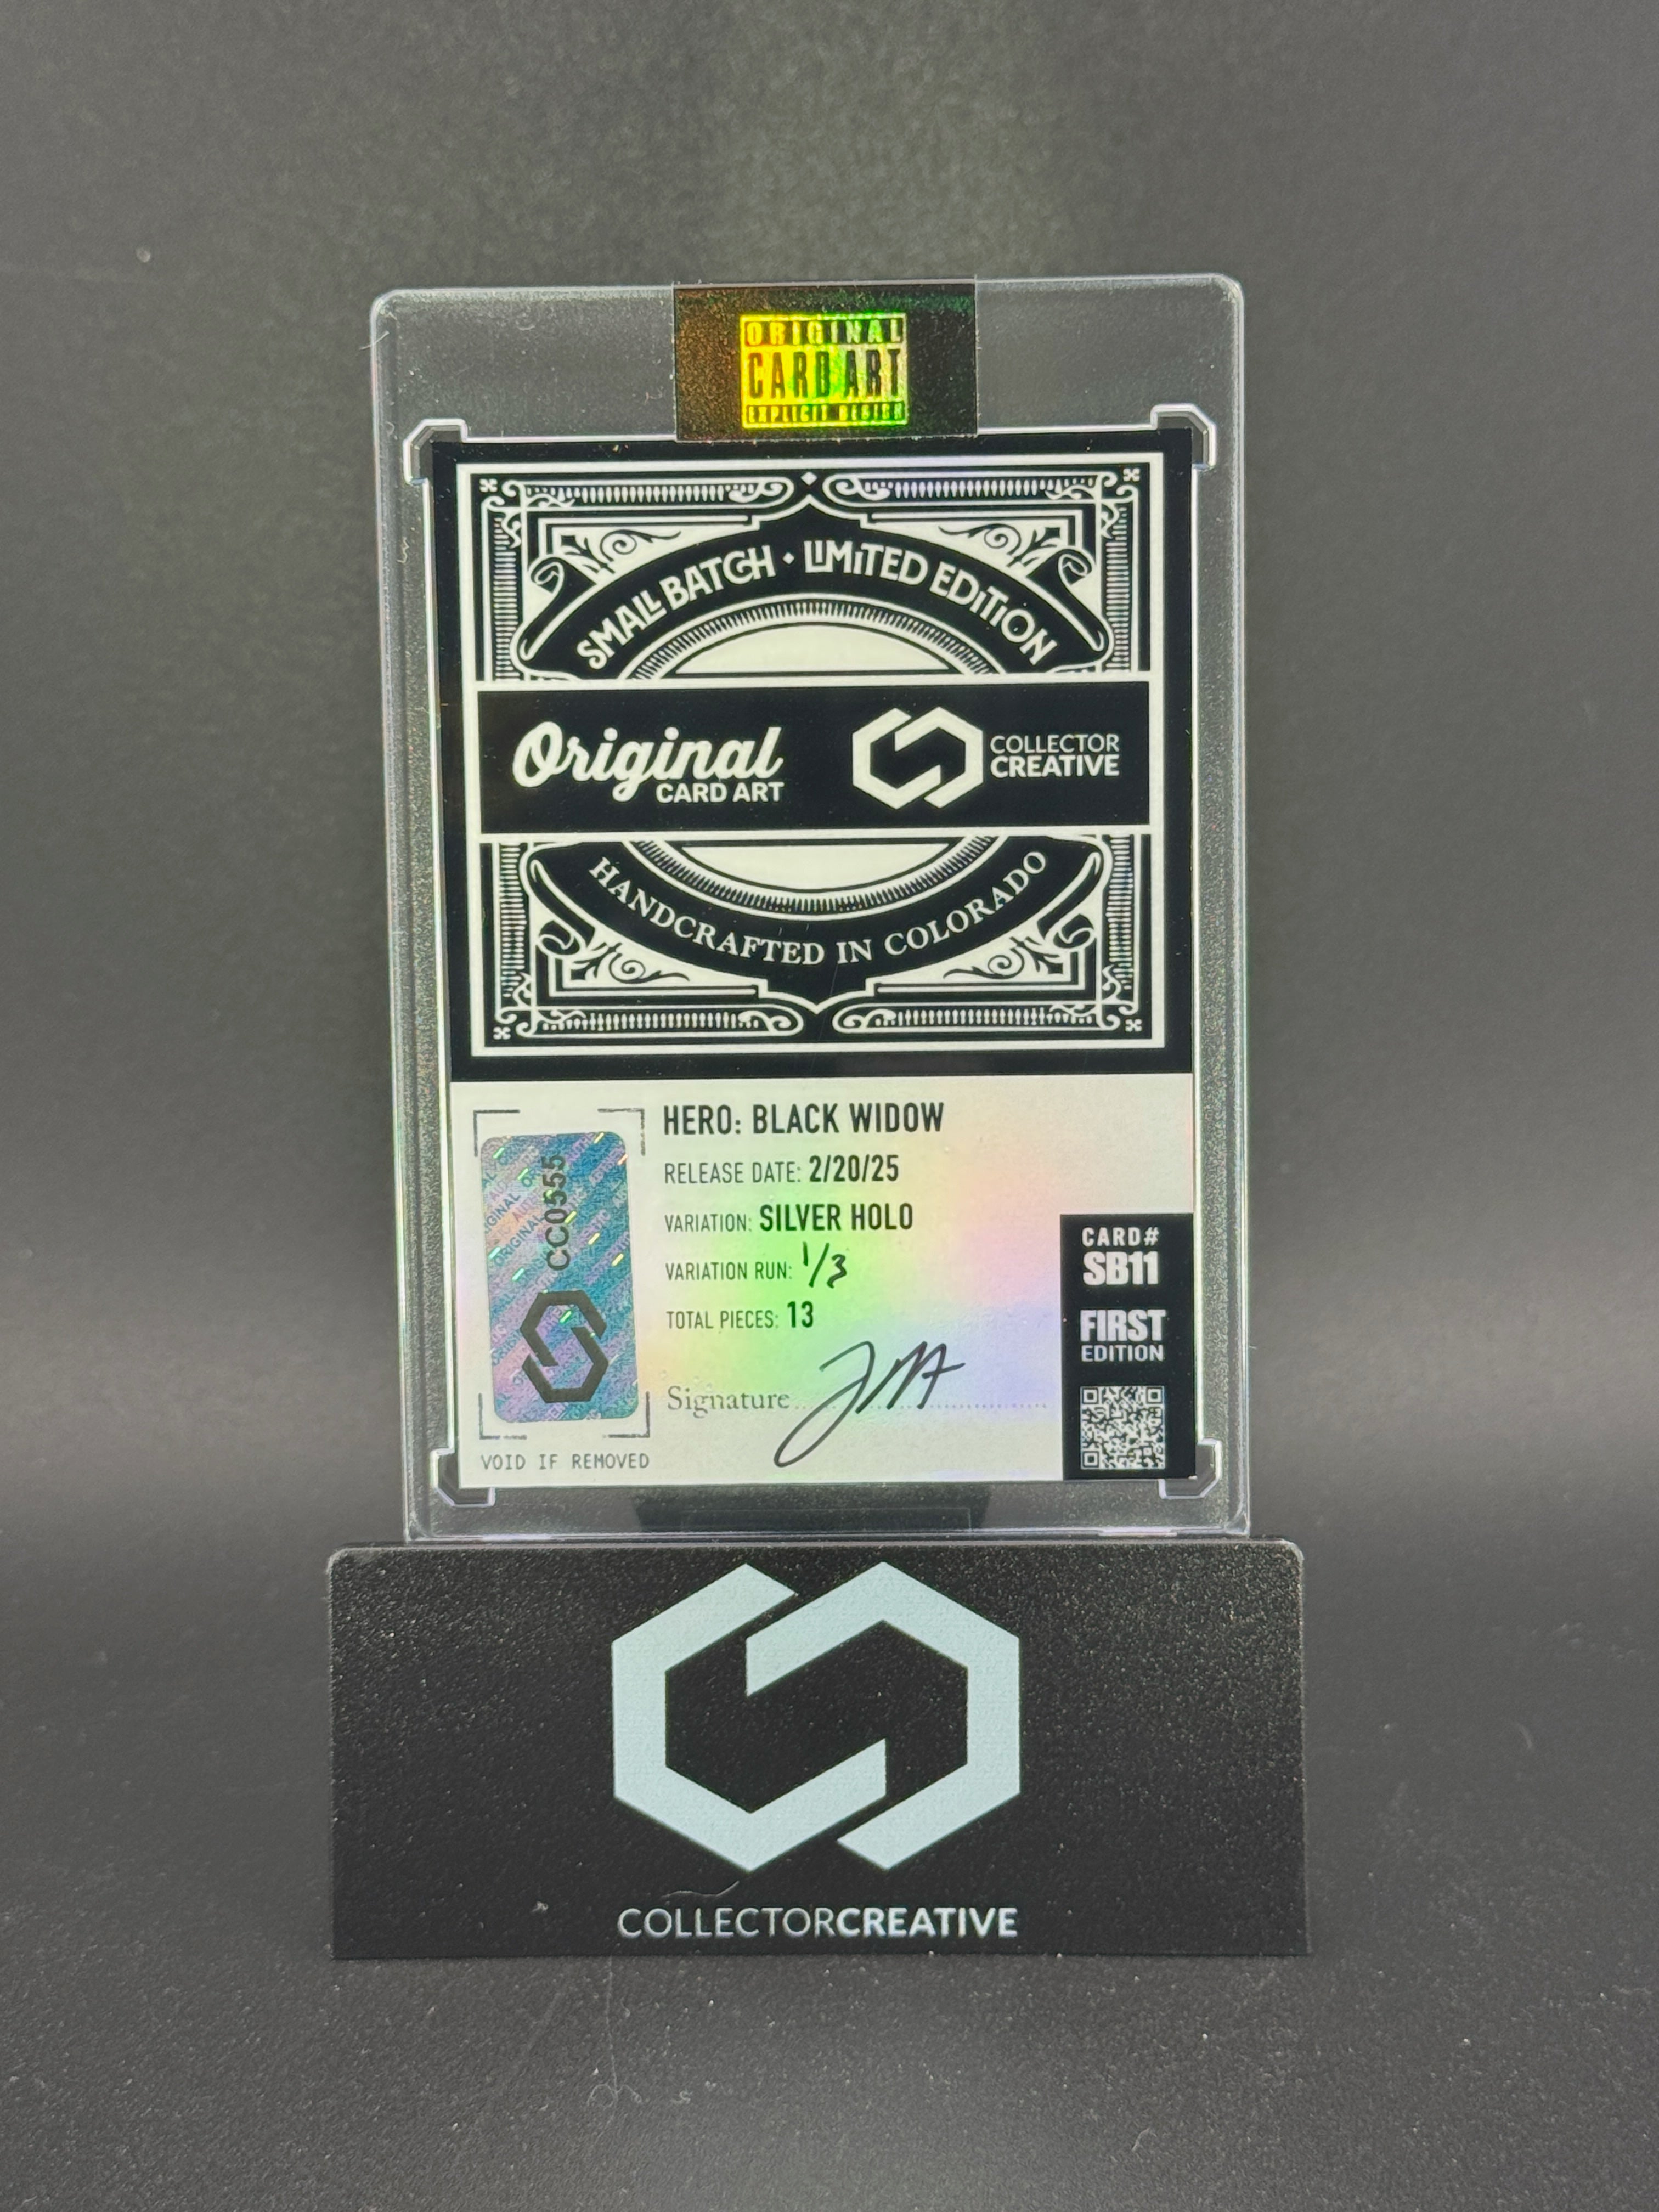 ORIGINAL
CARD ART
EXPLICIT DESIGN
SMALL BATCH • LIMITED EDITION
Original
CARD ART
COLLECTOR
CREATIVE
HANDCRAFTED IN COLORADO
HERO: BLACK WIDOW
RELEASE DATE: 2/20/25
VARIATION: SILVER HOLO
VARIATION RUN: 1/3
TOTAL PIECES: 13
Signature
CC0555
VOID IF REMOVED
CARD#
SB11
FIRST
EDITION
COLLECTORCREATIVE